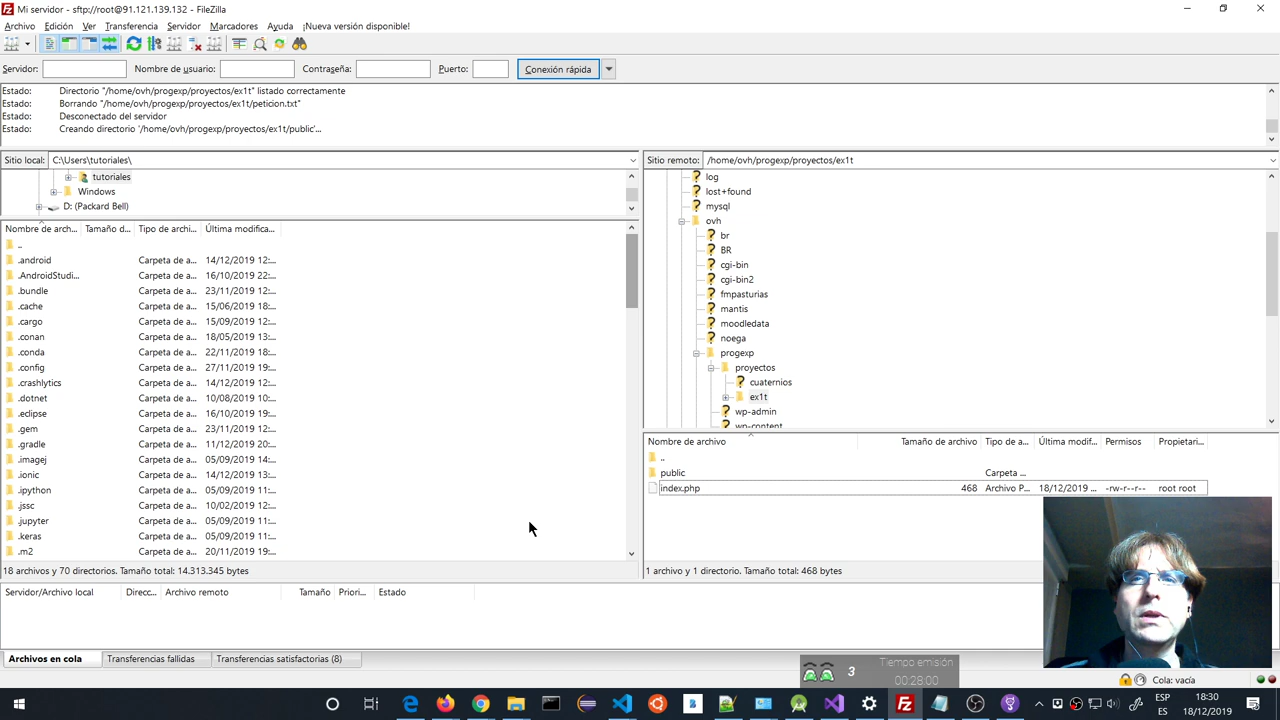 Mi servidor - sftp://root@91.121.139.132 - FileZilla
Archivo Edición Ver Transferencia Servidor Marcadores Ayuda ¡Nueva versión disponible!
Servidor: Nombre de usuario: Contraseña: Puerto: Conexión rápida
Estado: Directorio "/home/ovh/progexp/proyectos/ex1t" listado correctamente
Estado: Borrando "/home/ovh/progexp/proyectos/ex1t/peticion.txt"
Estado: Desconectado del servidor
Estado: Creando directorio '/home/ovh/progexp/proyectos/ex1t/public'...
Sitio local: C:\Users\tutoriales\
tutoriales
Windows
D: (Packard Bell)
Nombre de arch... Tamaño d... Tipo de archi... Última modifica...
..
.android Carpeta de a... 14/12/2019 12:...
.AndroidStudi... Carpeta de a... 16/10/2019 22:...
.bundle Carpeta de a... 23/11/2019 12:...
.cache Carpeta de a... 15/06/2019 18:...
.cargo Carpeta de a... 15/09/2019 12:...
.conan Carpeta de a... 18/05/2019 13:...
.conda Carpeta de a... 22/11/2019 18:...
.config Carpeta de a... 27/11/2019 19:...
.crashlytics Carpeta de a... 14/12/2019 12:...
.dotnet Carpeta de a... 10/08/2019 10:...
.eclipse Carpeta de a... 16/10/2019 19:...
.gem Carpeta de a... 23/11/2019 12:...
.gradle Carpeta de a... 11/12/2019 20:...
.imagej Carpeta de a... 05/09/2019 14:...
.ionic Carpeta de a... 14/12/2019 13:...
.ipython Carpeta de a... 05/09/2019 11:...
.jssc Carpeta de a... 10/02/2019 12:...
.jupyter Carpeta de a... 05/09/2019 11:...
.keras Carpeta de a... 05/09/2019 11:...
.m2 Carpeta de a... 20/11/2019 19:...
18 archivos y 70 directorios. Tamaño total: 14.313.345 bytes
Sitio remoto: /home/ovh/progexp/proyectos/ex1t
log
lost+found
mysql
ovh
br
BR
cgi-bin
cgi-bin2
fmpasturias
mantis
moodledata
noega
progexp
proyectos
cuaternios
ex1t
wp-admin
wp-content
Nombre de archivo Tamaño de archivo Tipo de a... Última modif... Permisos Propietari...
..
public Carpeta ...
index.php 468 Archivo P... 18/12/2019 ... -rw-r--r-- root root
1 archivo y 1 directorio. Tamaño total: 468 bytes
Servidor/Archivo local Direcc... Archivo remoto Tamaño Priori... Estado
Archivos en cola Transferencias fallidas Transferencias satisfactorias (8)
3 Tiempo emisión
00:28:00
Cola: vacía
ESP 18:30
ES 18/12/2019